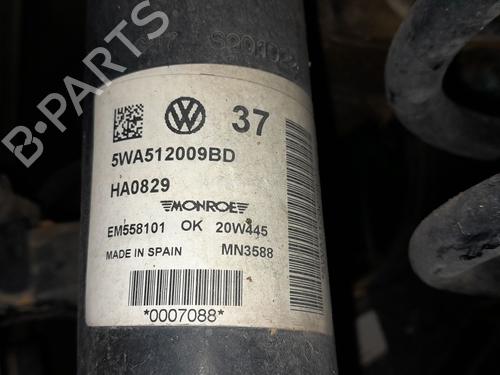 37
5WA512009BD
HA0829
MONROE
EM558101 OK 20W445
MADE IN SPAIN MN3588
*0007088*
B-PARTS